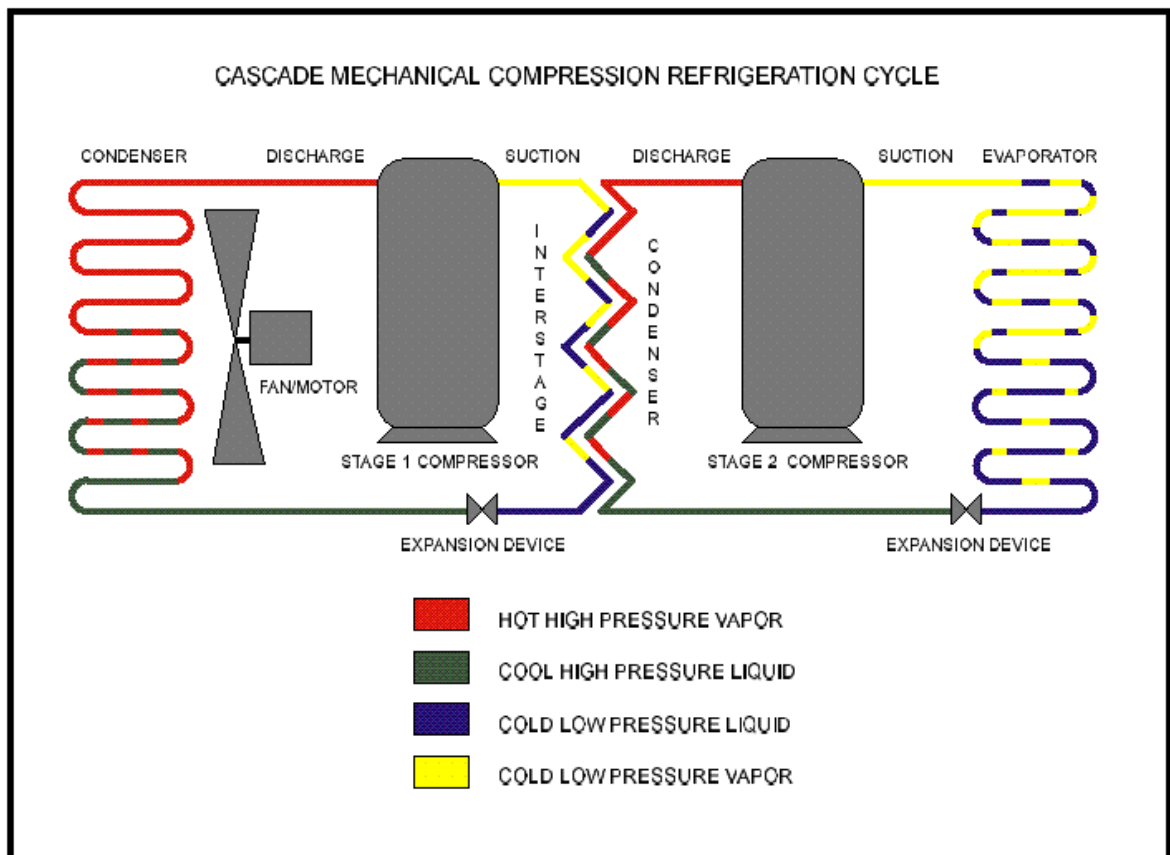 CASCADE MECHANICAL COMPRESSION REFRIGERATION CYCLE
CONDENSER DISCHARGE SUCTION DISCHARGE SUCTION EVAPORATOR
INTERSTAGE
CONDENSER
FAN/MOTOR
STAGE 1 COMPRESSOR STAGE 2 COMPRESSOR
EXPANSION DEVICE EXPANSION DEVICE
HOT HIGH PRESSURE VAPOR
COOL HIGH PRESSURE LIQUID
COLD LOW PRESSURE LIQUID
COLD LOW PRESSURE VAPOR